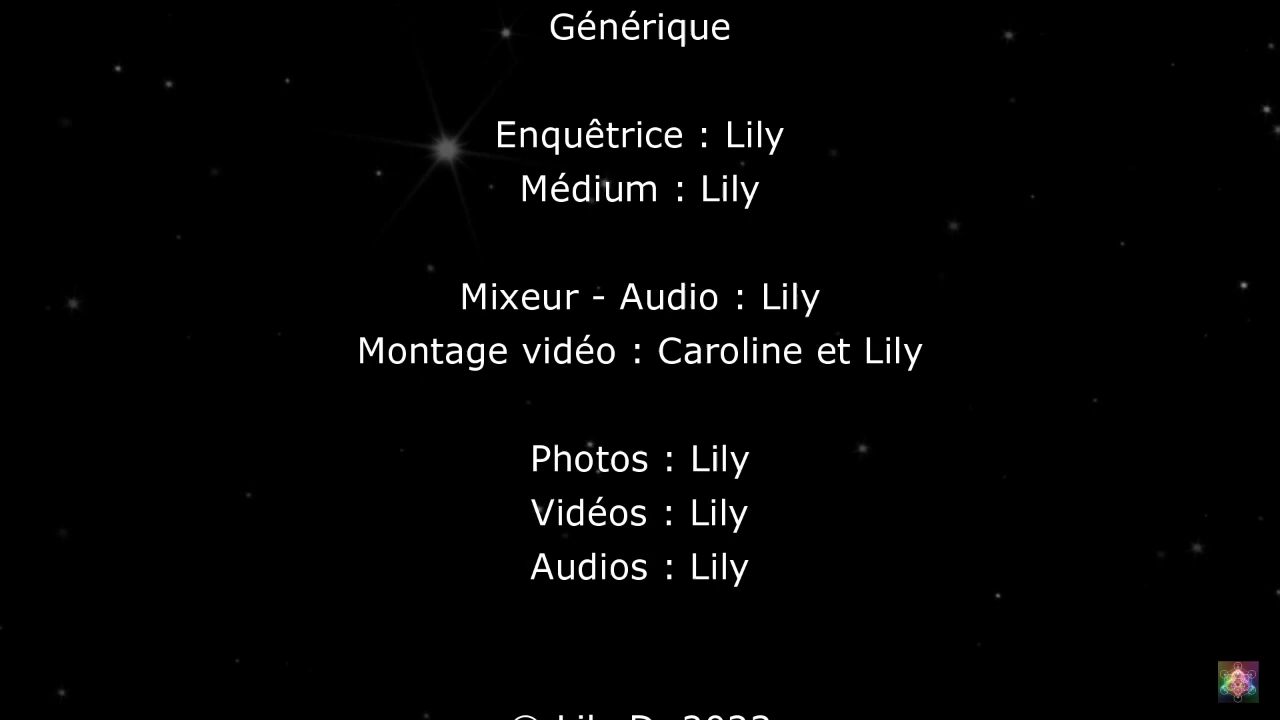 Générique
Enquêtrice : Lily
Médium : Lily
Mixeur - Audio : Lily
Montage vidéo : Caroline et Lily
Photos : Lily
Vidéos : Lily
Audios : Lily